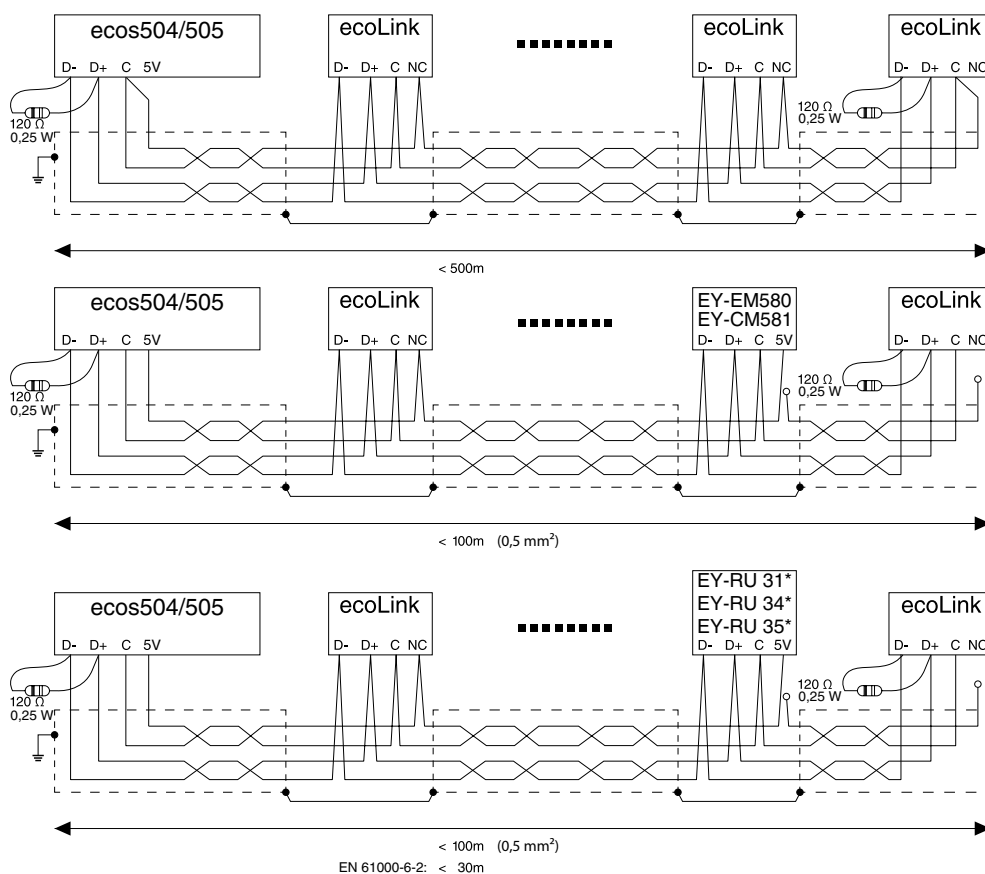 ecos504/505 ecoLink ecoLink ecoLink
D- D+ C 5V D- D+ C NC D- D+ C NC D- D+ C NC
120 Ω
0,25 W
120 Ω
0,25 W
< 500m
ecos504/505 ecoLink EY-EM580 ecoLink
EY-CM581
D- D+ C 5V D- D+ C NC D- D+ C 5V D- D+ C NC
120 Ω
0,25 W
120 Ω
0,25 W
< 100m (0,5 mm²)
EY-RU 31*
ecos504/505 ecoLink EY-RU 34* ecoLink
EY-RU 35*
D- D+ C 5V D- D+ C NC D- D+ C 5V D- D+ C NC
120 Ω
0,25 W
120 Ω
0,25 W
< 100m (0,5 mm²)
EN 61000-6-2: < 30m